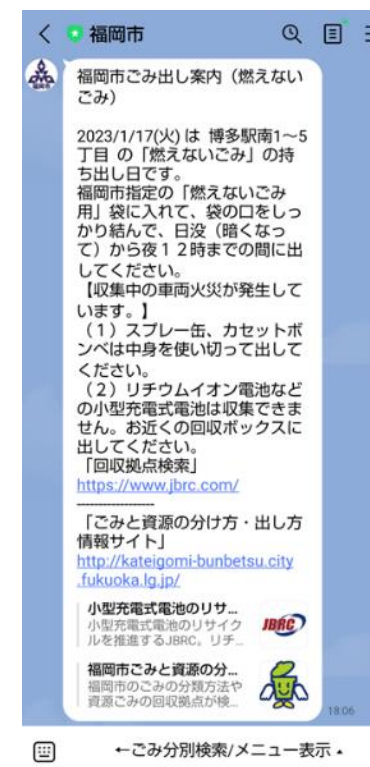 福岡市
福岡市ごみ出し案内（燃えない
ごみ）
2023/1/17(火) は 博多駅南1～5
丁目 の「燃えないごみ」の持
ち出し日です。
福岡市指定の「燃えないごみ
用」袋に入れて、袋の口をしっ
かり結んで、日没（暗くなっ
て）から夜１２時までの間に出
してください。
【収集中の車両火災が発生して
います。】
（１）スプレー缶、カセットボ
ンベは中身を使い切って出して
ください。
（２）リチウムイオン電池など
の小型充電式電池は収集できま
せん。お近くの回収ボックスに
出してください。
「回収拠点検索」
https://www.jbrc.com/
------------------
「ごみと資源の分け方・出し方
情報サイト」
http://kateigomi-bunbetsu.city
.fukuoka.lg.jp/
小型充電式電池のリサ...
小型充電式電池のリサイク
ルを推進するJBRC。リチ...
JBRC
福岡市ごみと資源の分...
福岡市のごみの分類方法や
資源ごみの回収拠点が検...
18:06
←ごみ分別検索/メニュー表示▲